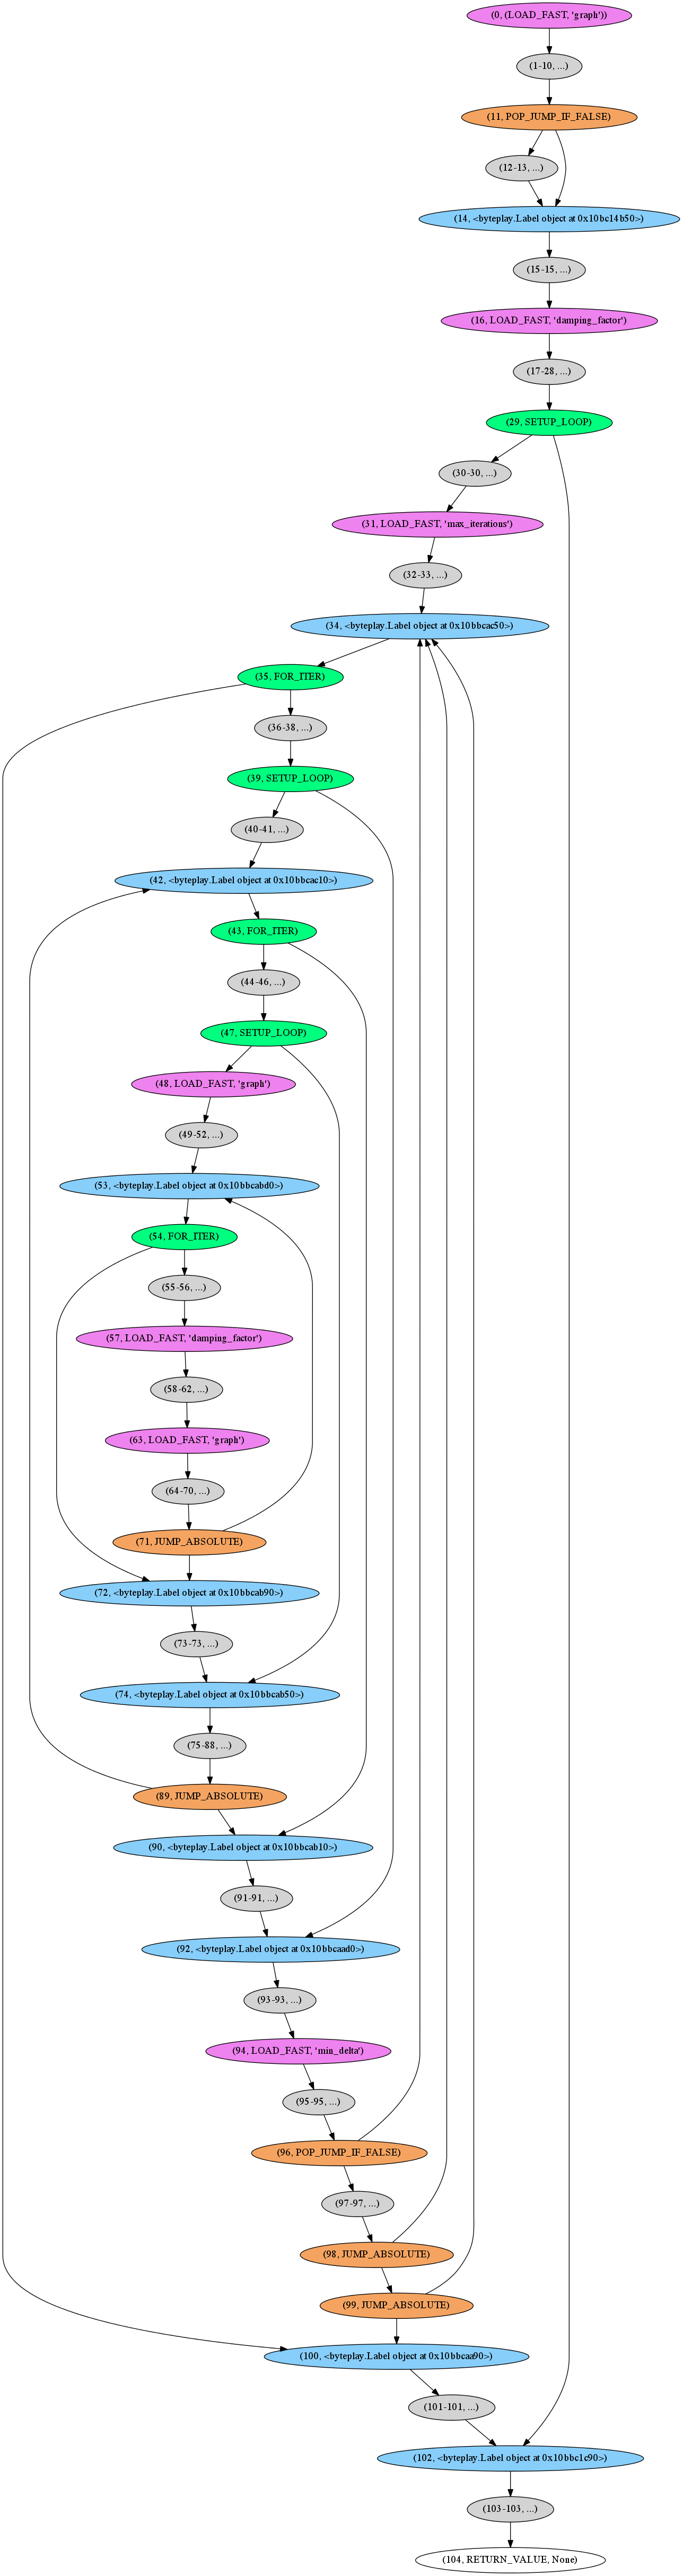 (0, (LOAD_FAST, 'graph'))
(1-10, ...)
(11, POP_JUMP_IF_FALSE)
(12-13, ...)
(14, <byteplay.Label object at 0x10bc14b50>)
(15-15, ...)
(16, LOAD_FAST, 'damping_factor')
(17-28, ...)
(29, SETUP_LOOP)
(30-30, ...)
(31, LOAD_FAST, 'max_iterations')
(32-33, ...)
(34, <byteplay.Label object at 0x10bbcac50>)
(35, FOR_ITER)
(36-38, ...)
(39, SETUP_LOOP)
(40-41, ...)
(42, <byteplay.Label object at 0x10bbcac10>)
(43, FOR_ITER)
(44-46, ...)
(47, SETUP_LOOP)
(48, LOAD_FAST, 'graph')
(49-52, ...)
(53, <byteplay.Label object at 0x10bbcabd0>)
(54, FOR_ITER)
(55-56, ...)
(57, LOAD_FAST, 'damping_factor')
(58-62, ...)
(63, LOAD_FAST, 'graph')
(64-70, ...)
(71, JUMP_ABSOLUTE)
(72, <byteplay.Label object at 0x10bbcab90>)
(73-73, ...)
(74, <byteplay.Label object at 0x10bbcab50>)
(75-88, ...)
(89, JUMP_ABSOLUTE)
(90, <byteplay.Label object at 0x10bbcab10>)
(91-91, ...)
(92, <byteplay.Label object at 0x10bbcaad0>)
(93-93, ...)
(94, LOAD_FAST, 'min_delta')
(95-95, ...)
(96, POP_JUMP_IF_FALSE)
(97-97, ...)
(98, JUMP_ABSOLUTE)
(99, JUMP_ABSOLUTE)
(100, <byteplay.Label object at 0x10bbcaa90>)
(101-101, ...)
(102, <byteplay.Label object at 0x10bbc1c90>)
(103-103, ...)
(104, RETURN_VALUE, None)